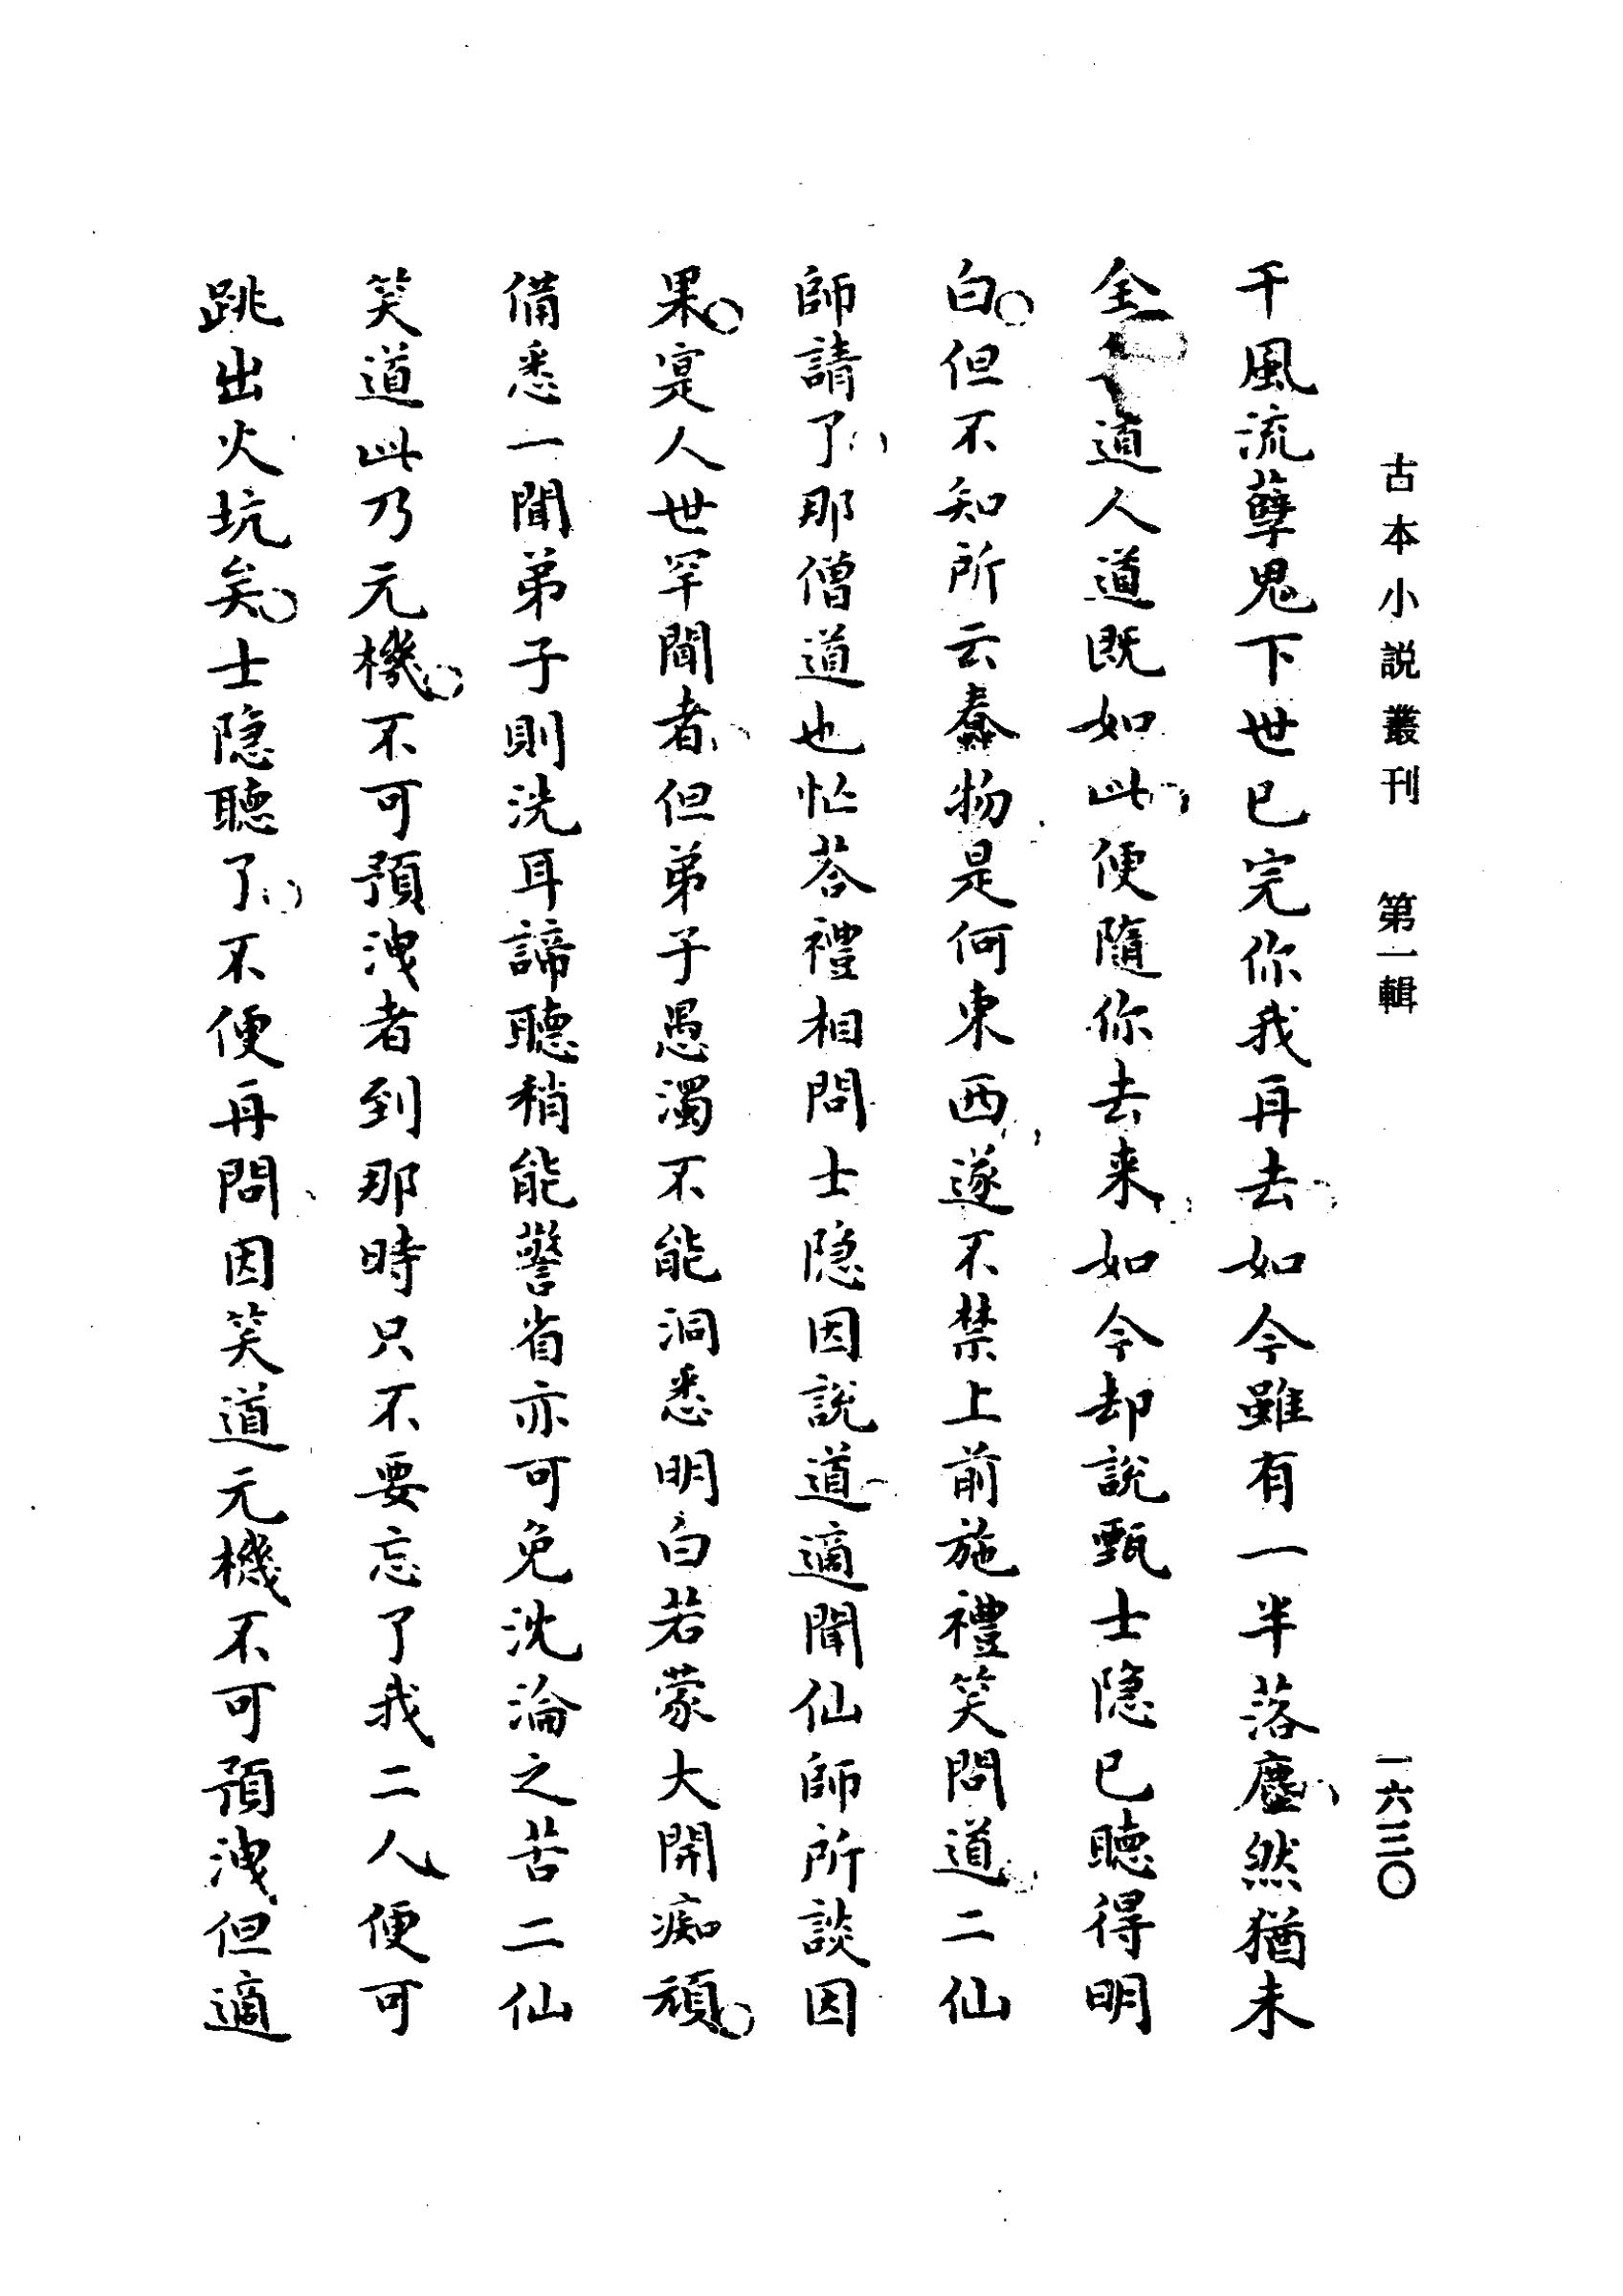 古本小説叢刊 第一輯 一六三〇
干風流孽鬼下世已完你我再去如今雖有一半落塵然猶未
全道人道既如此便隨你去来如今却說甄士隐已聴得明
白但不知所云蠢物是何東西遂不禁上前施禮笑問道二仙
師請了那僧道也忙荅禮相問士隐因說道適聞仙師所談因
果寔人世罕聞者但弟子愚濁不能洞悉明白若蒙大開痴頑
備悉一聞弟子則洗耳諦聴稍能警省亦可免沈淪之苦二仙
笑道此乃元機不可預洩者到那時只不要忘了我二人便可
跳出火坑矣士隐聴了不便再問因笑道元機不可預洩但適